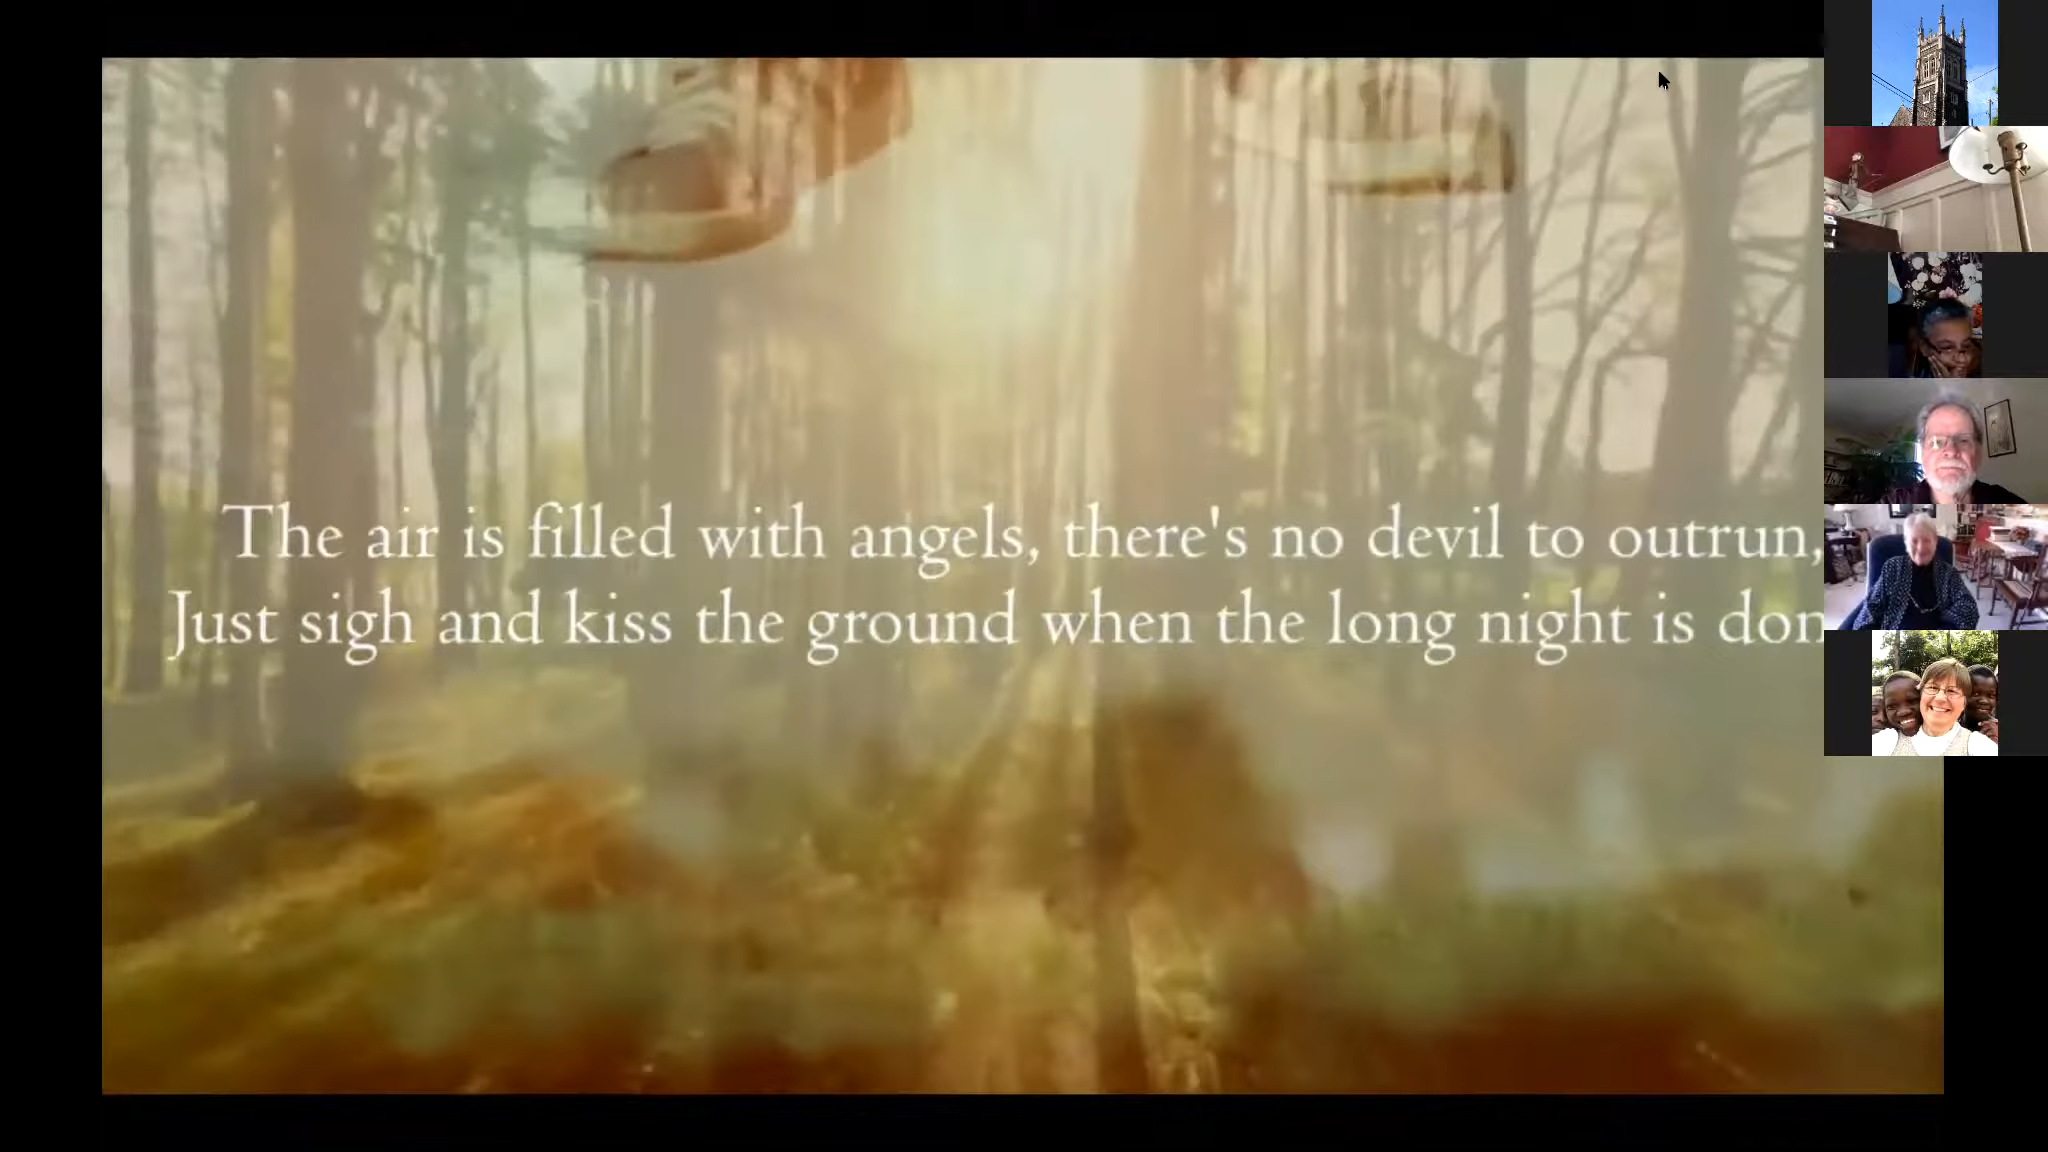 The air is filled with angels, there's no devil to outrun,
Just sigh and kiss the ground when the long night is don